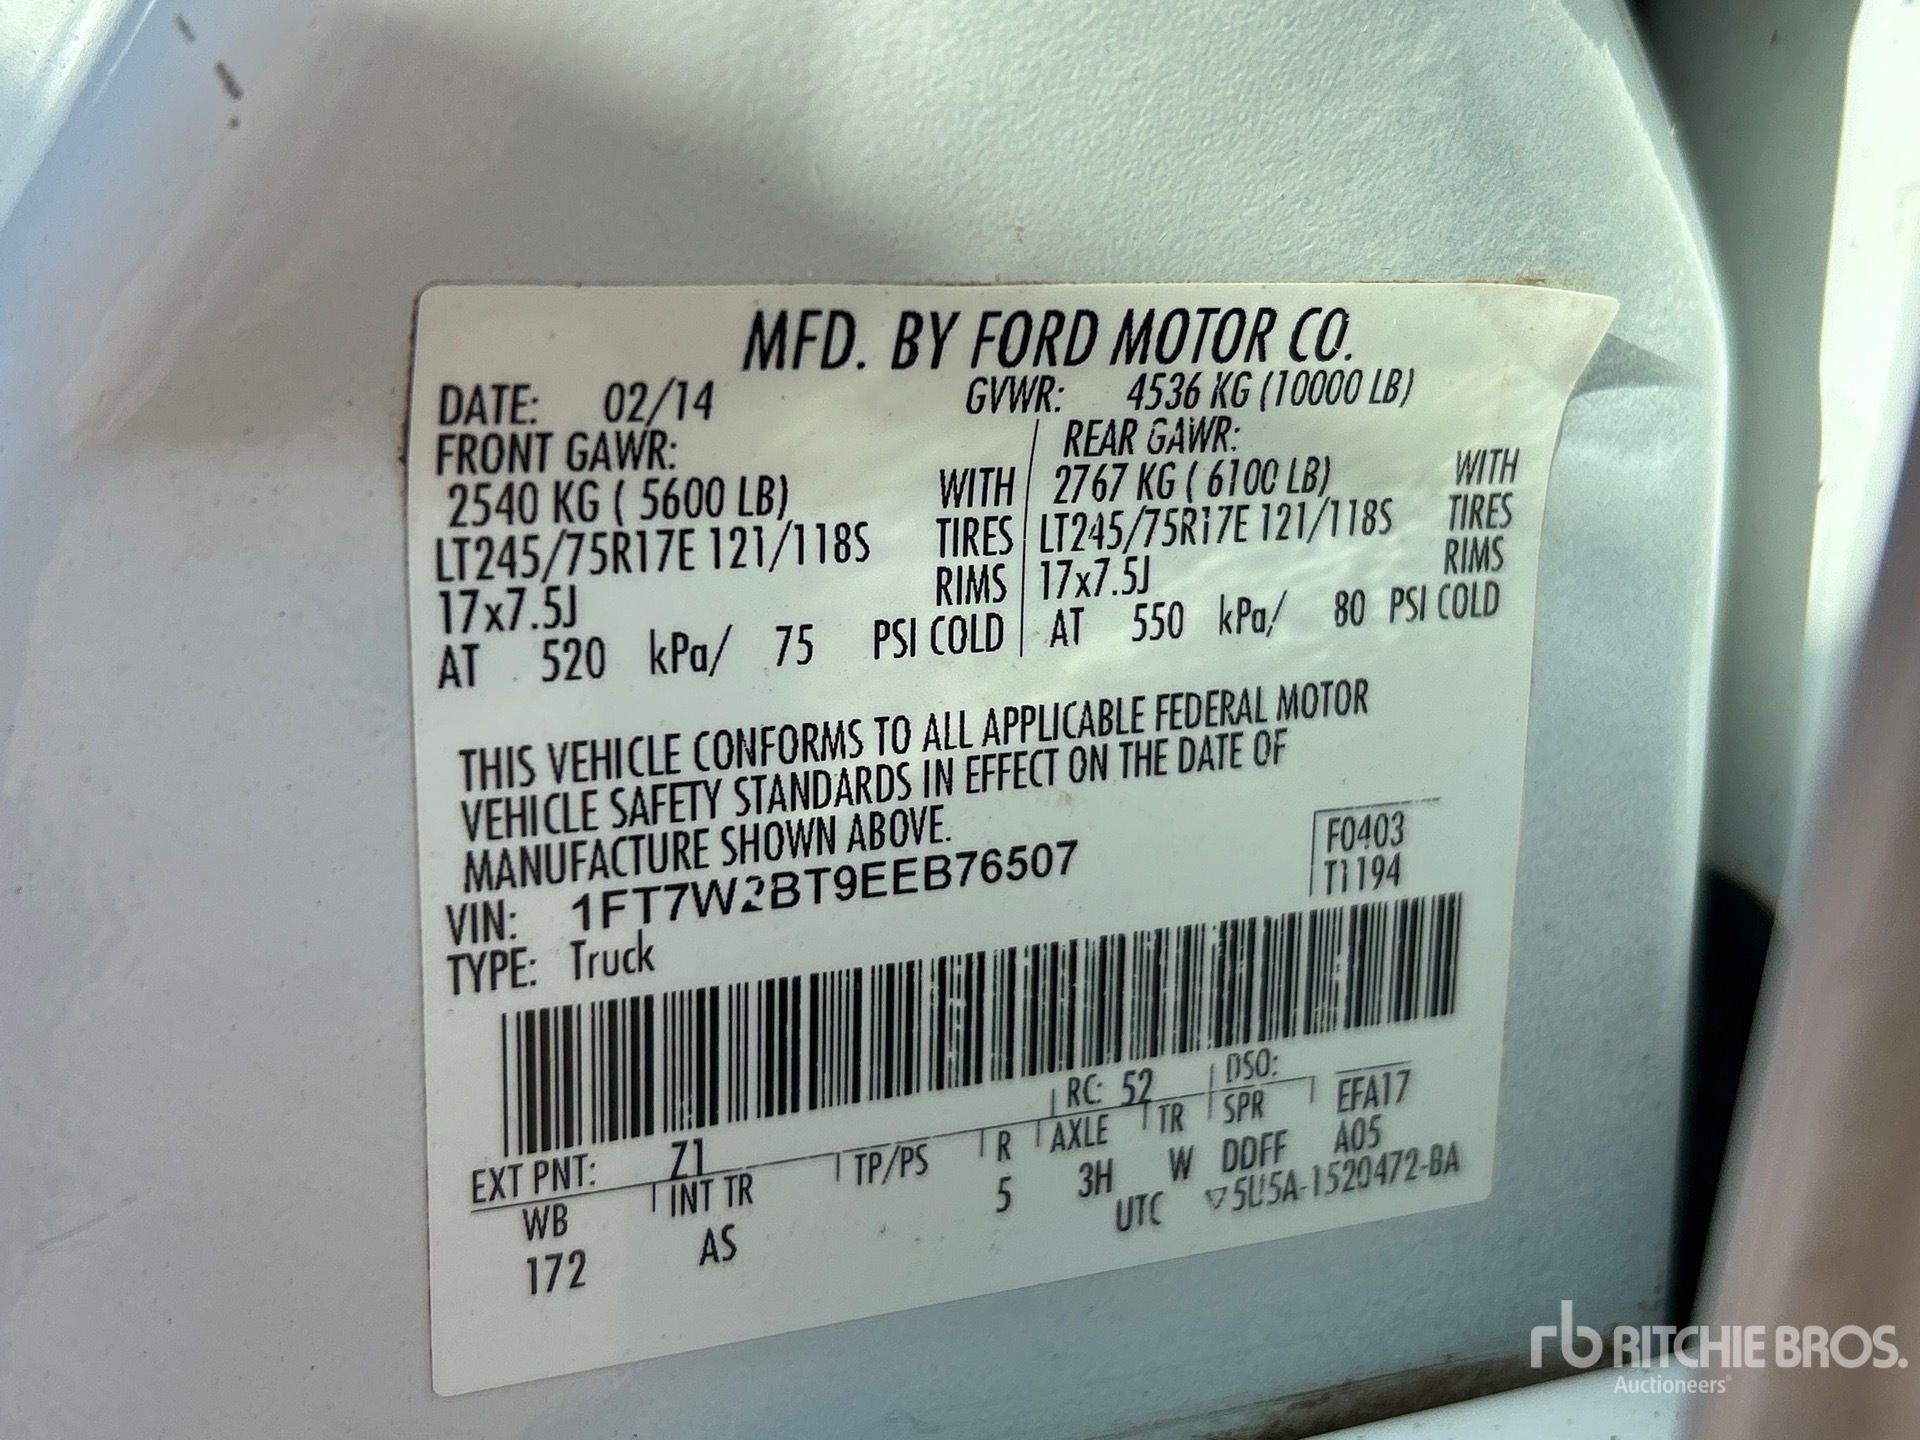 MFD. BY FORD MOTOR CO.
DATE: 02/14 GVWR: 4536 KG (10000 LB)
FRONT GAWR: REAR GAWR:
2540 KG ( 5600 LB) WITH 2767 KG ( 6100 LB) WITH
LT245/75R17E 121/118S TIRES LT245/75R17E 121/118S TIRES
17x7.5J RIMS 17x7.5J RIMS
AT 520 kPa/ 75 PSI COLD AT 550 kPa/ 80 PSI COLD
THIS VEHICLE CONFORMS TO ALL APPLICABLE FEDERAL MOTOR
VEHICLE SAFETY STANDARDS IN EFFECT ON THE DATE OF
MANUFACTURE SHOWN ABOVE.
F0403
VIN: 1FT7W2BT9EEB76507 T1194
TYPE: Truck
EXT PNT: Z1 RC: 52 DSO:
WB INT TR TP/PS R AXLE TR SPR EFA17
172 AS 5 3H W DDFF A05
UTC ▽5U5A-1520472-BA
rb RITCHIE BROS.
Auctioneers